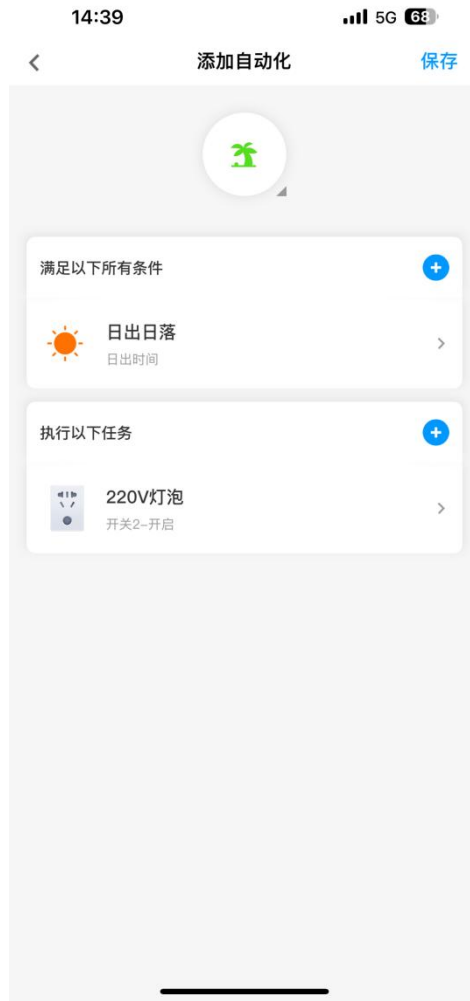 14:39
5G 68
添加自动化
保存
满足以下所有条件
日出日落
日出时间
执行以下任务
220V灯泡
开关2-开启